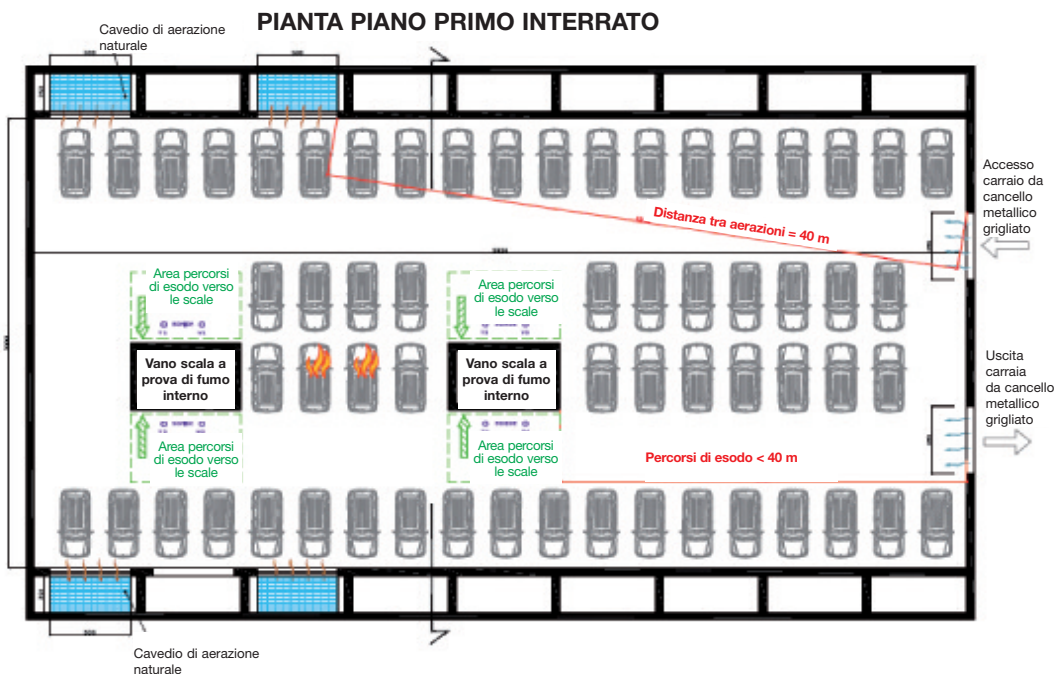 PIANTA PIANO PRIMO INTERRATO
Cavedio di aerazione
naturale
Accesso
carraio da
cancello
metallico
grigliato
Distanza tra aerazioni = 40 m
Area percorsi
di esodo verso
le scale
Area percorsi
di esodo verso
le scale
Vano scala a
prova di fumo
interno
Vano scala a
prova di fumo
interno
Uscita
carraia
da cancello
metallico
grigliato
Area percorsi
di esodo verso
le scale
Area percorsi
di esodo verso
le scale
Percorsi di esodo < 40 m
Cavedio di aerazione
naturale